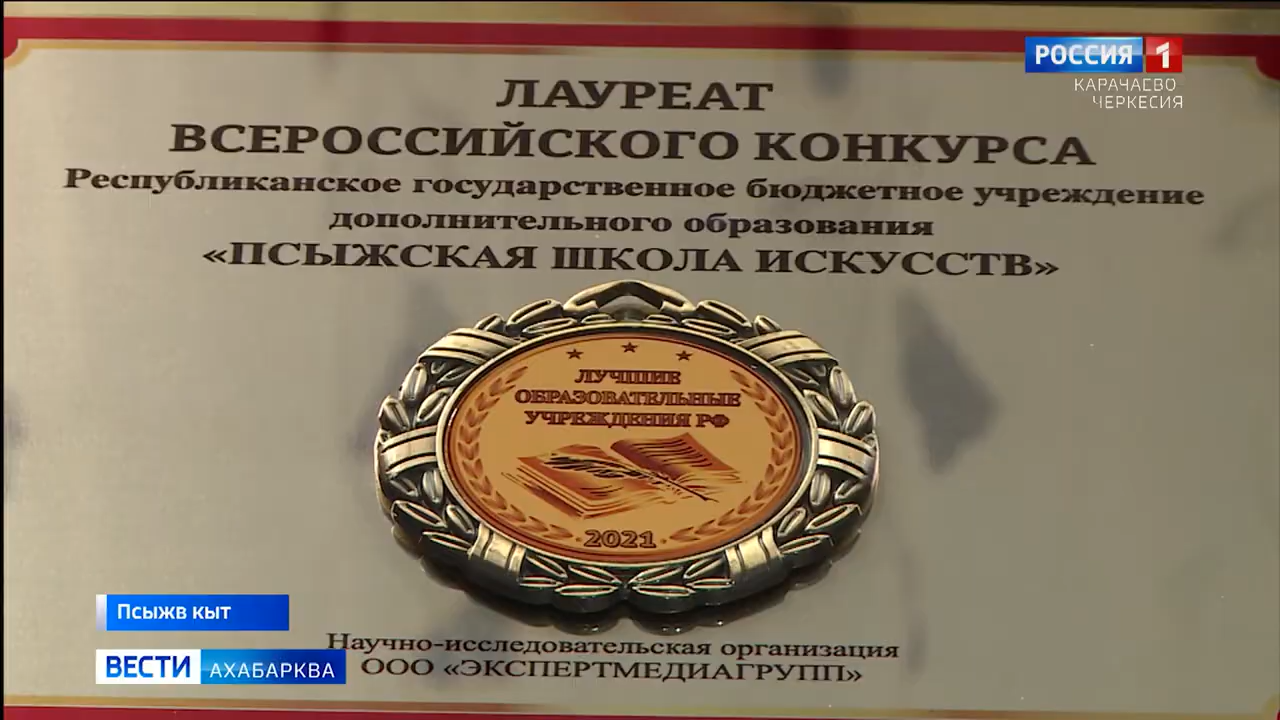 РОССИЯ 1
КАРАЧАЕВО
ЧЕРКЕСИЯ
ЛАУРЕАТ
ВСЕРОССИЙСКОГО КОНКУРСА
Республиканское государственное бюджетное учреждение
дополнительного образования
«ПСЫЖСКАЯ ШКОЛА ИСКУССТВ»
ЛУЧШИЕ
ОБРАЗОВАТЕЛЬНЫЕ
УЧРЕЖДЕНИЯ РФ
2021
Псыжв кыт
Научно-исследовательская организация
ООО «ЭКСПЕРТМЕДИАГРУПП»
ВЕСТИ АХАБАРКВА